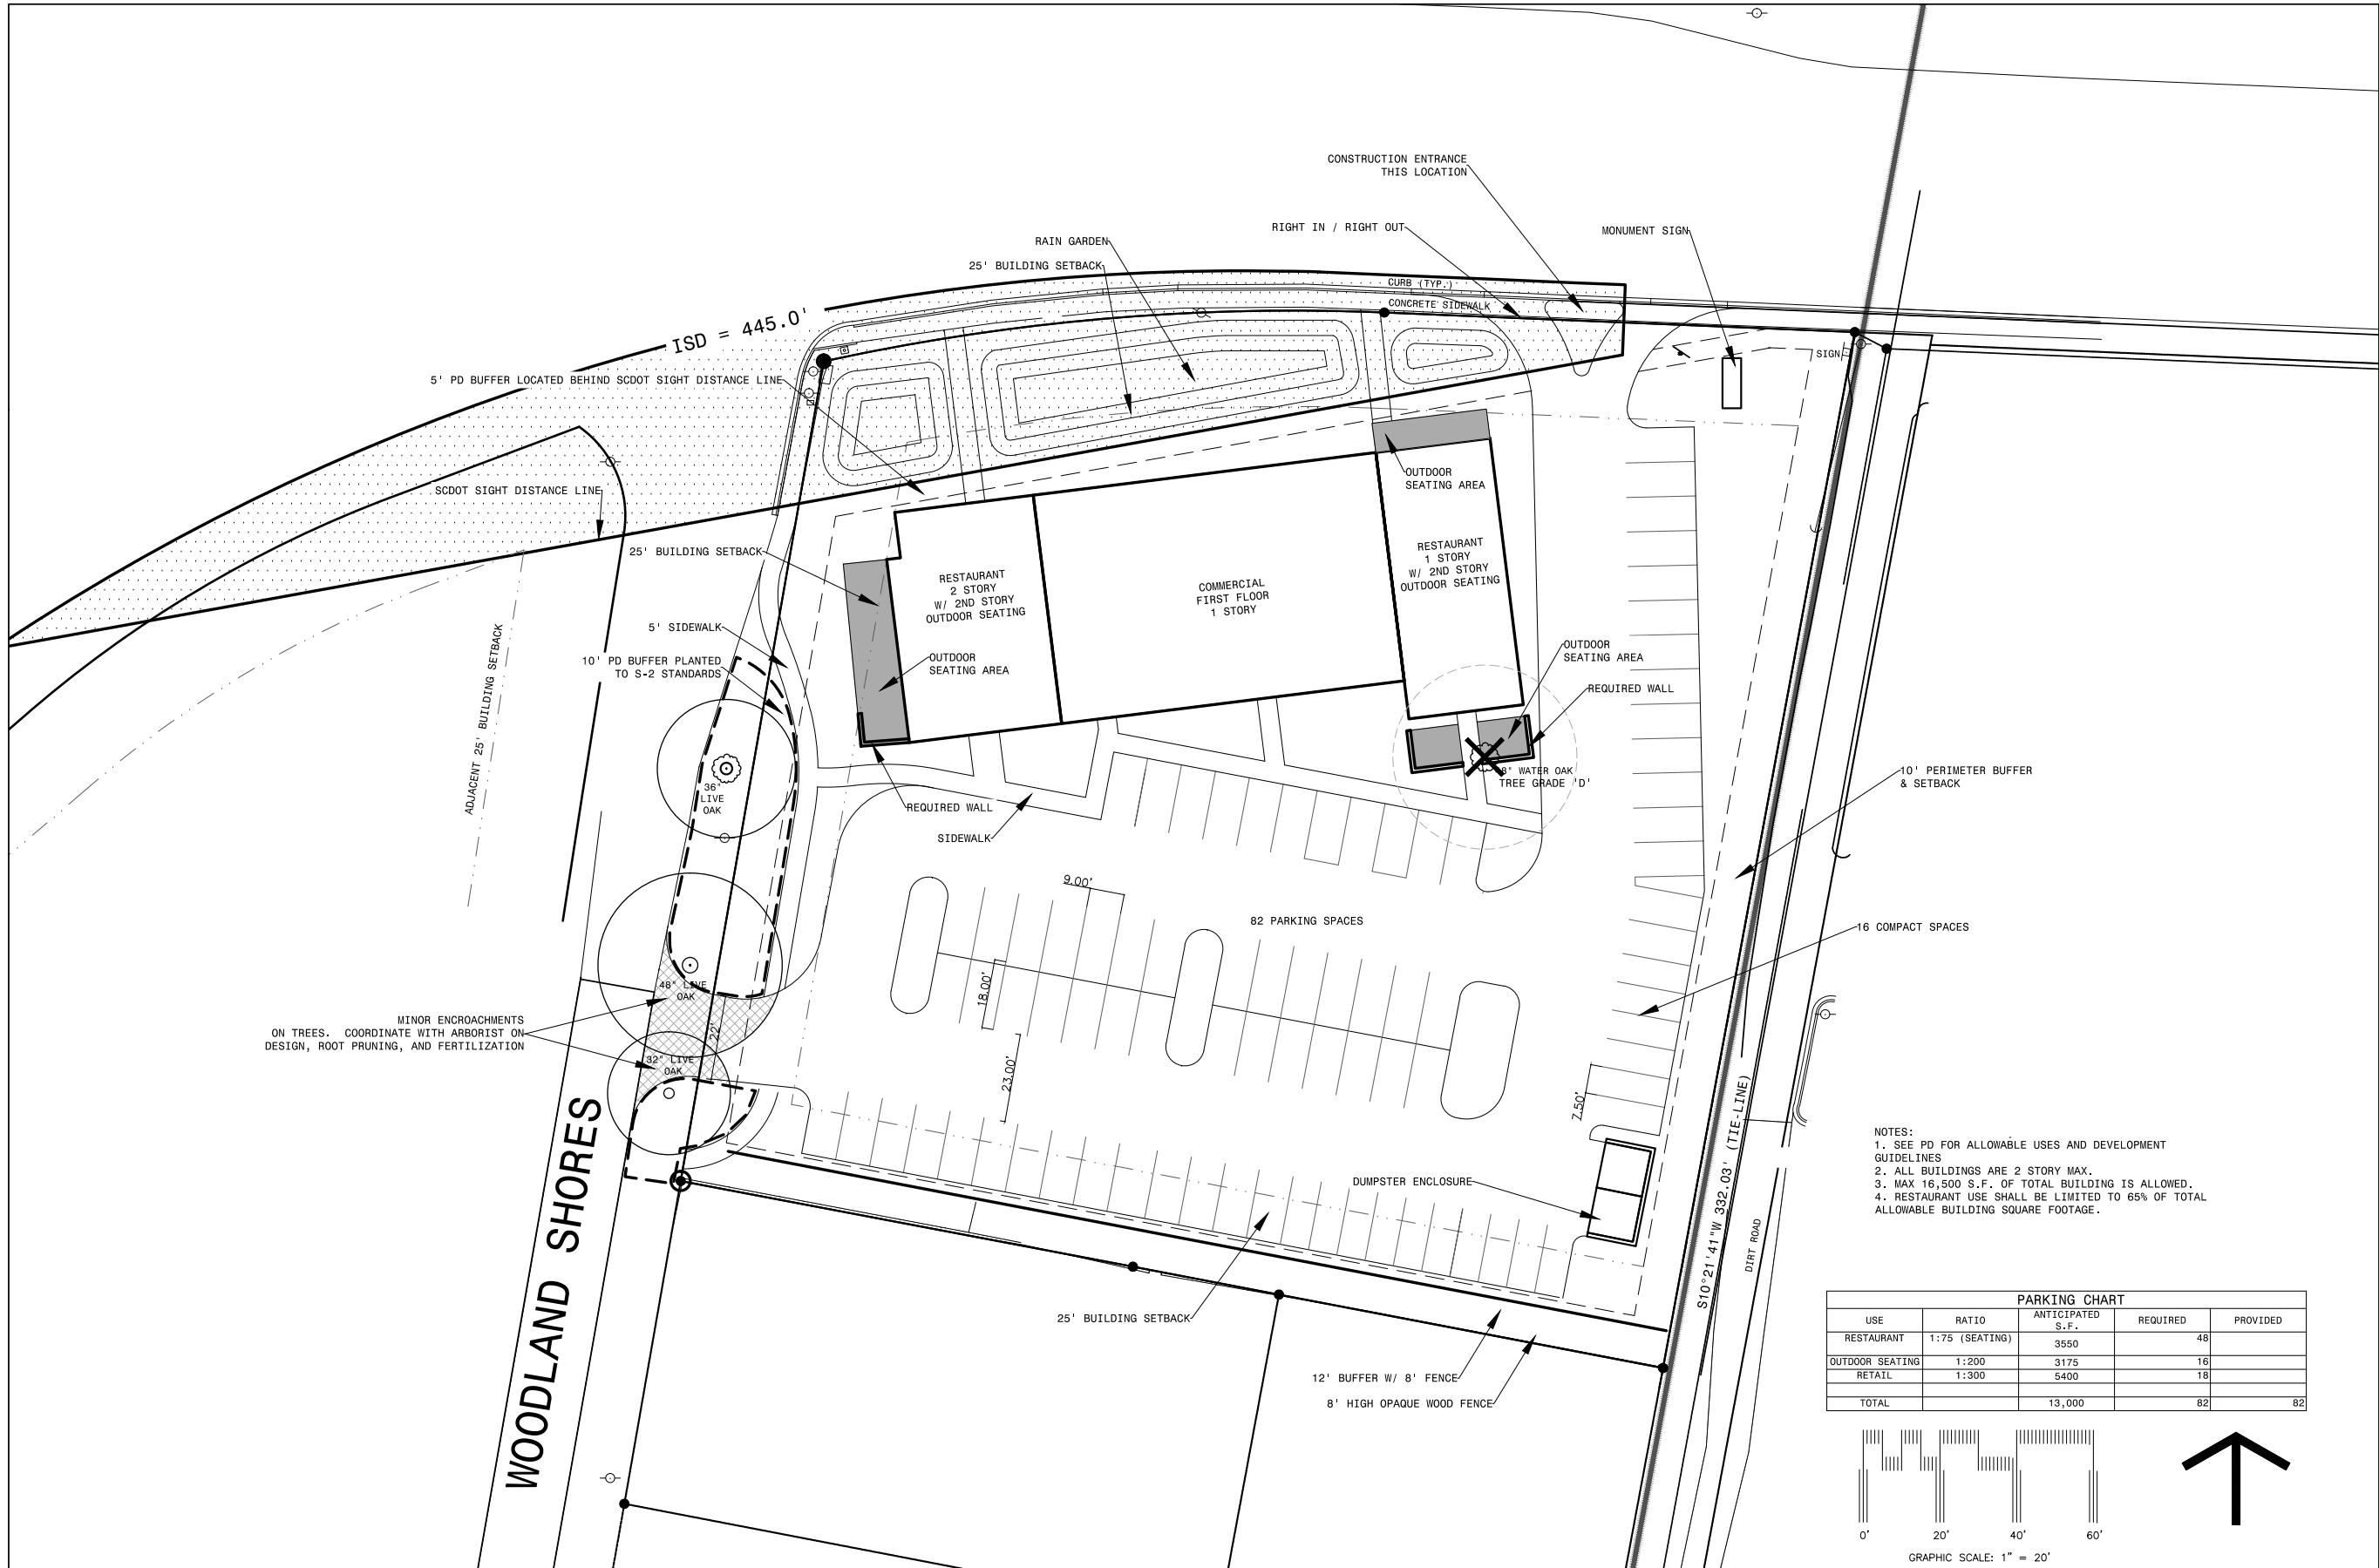 CONSTRUCTION ENTRANCE
THIS LOCATION
RIGHT IN / RIGHT OUT
MONUMENT SIGN
RAIN GARDEN
25' BUILDING SETBACK
CURB (TYP.)
CONCRETE SIDEWALK
ISD = 445.0'
SIGN
5' PD BUFFER LOCATED BEHIND SCDOT SIGHT DISTANCE LINE
SCDOT SIGHT DISTANCE LINE
OUTDOOR
SEATING AREA
25' BUILDING SETBACK
RESTAURANT
2 STORY
W/ 2ND STORY
OUTDOOR SEATING
COMMERCIAL
FIRST FLOOR
1 STORY
RESTAURANT
1 STORY
W/ 2ND STORY
OUTDOOR SEATING
5' SIDEWALK
10' PD BUFFER PLANTED
TO S-2 STANDARDS
OUTDOOR
SEATING AREA
OUTDOOR
SEATING AREA
REQUIRED WALL
ADJACENT 25' BUILDING SETBACK
36"
LIVE
OAK
REQUIRED WALL
SIDEWALK
8" WATER OAK
TREE GRADE 'D'
10' PERIMETER BUFFER
& SETBACK
9.00'
82 PARKING SPACES
16 COMPACT SPACES
48" LIVE
OAK
18.00'
MINOR ENCROACHMENTS
ON TREES. COORDINATE WITH ARBORIST ON
DESIGN, ROOT PRUNING, AND FERTILIZATION
22'
32" LIVE
OAK
23.00'
7.50'
WOODLAND SHORES
DUMPSTER ENCLOSURE
S10°21'41"W 332.03' (TIE-LINE)
DIRT ROAD
25' BUILDING SETBACK
12' BUFFER W/ 8' FENCE
8' HIGH OPAQUE WOOD FENCE
NOTES:
1. SEE PD FOR ALLOWABLE USES AND DEVELOPMENT
GUIDELINES
2. ALL BUILDINGS ARE 2 STORY MAX.
3. MAX 16,500 S.F. OF TOTAL BUILDING IS ALLOWED.
4. RESTAURANT USE SHALL BE LIMITED TO 65% OF TOTAL
ALLOWABLE BUILDING SQUARE FOOTAGE.
PARKING CHART
USE RATIO ANTICIPATED S.F. REQUIRED PROVIDED
RESTAURANT 1:75 (SEATING) 3550 48
OUTDOOR SEATING 1:200 3175 16
RETAIL 1:300 5400 18
TOTAL 13,000 82 82
0' 20' 40' 60'
GRAPHIC SCALE: 1" = 20'